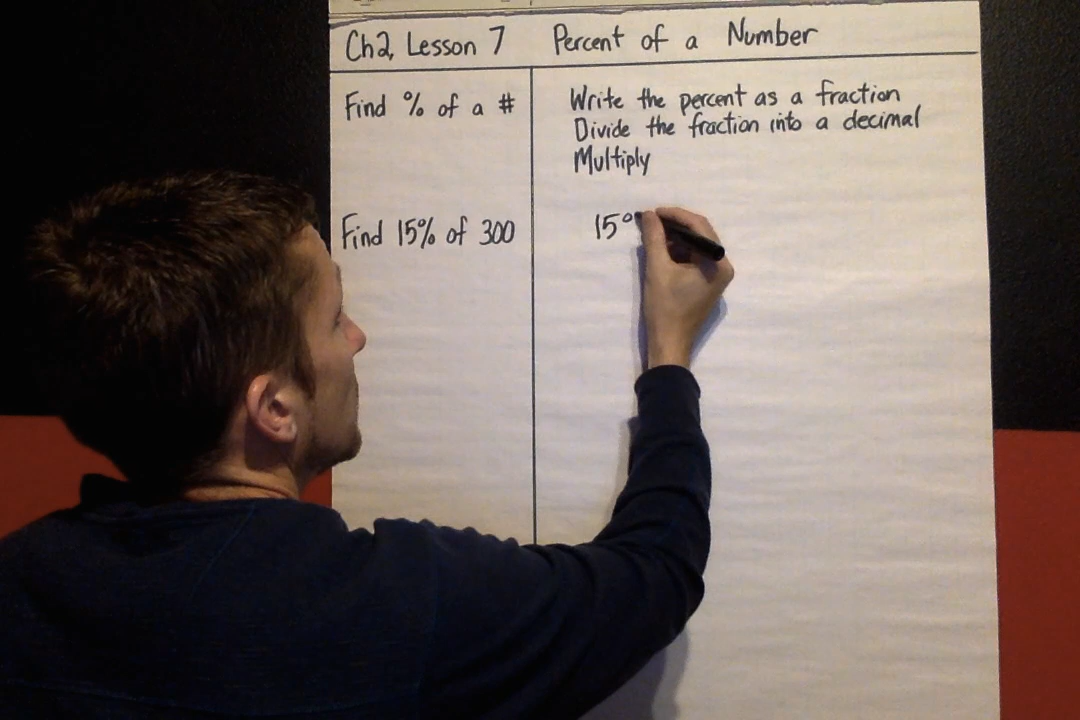 Ch2, Lesson 7 Percent of a Number
Find % of a #
Write the percent as a fraction
Divide the fraction into a decimal
Multiply
Find 15% of 300
15%